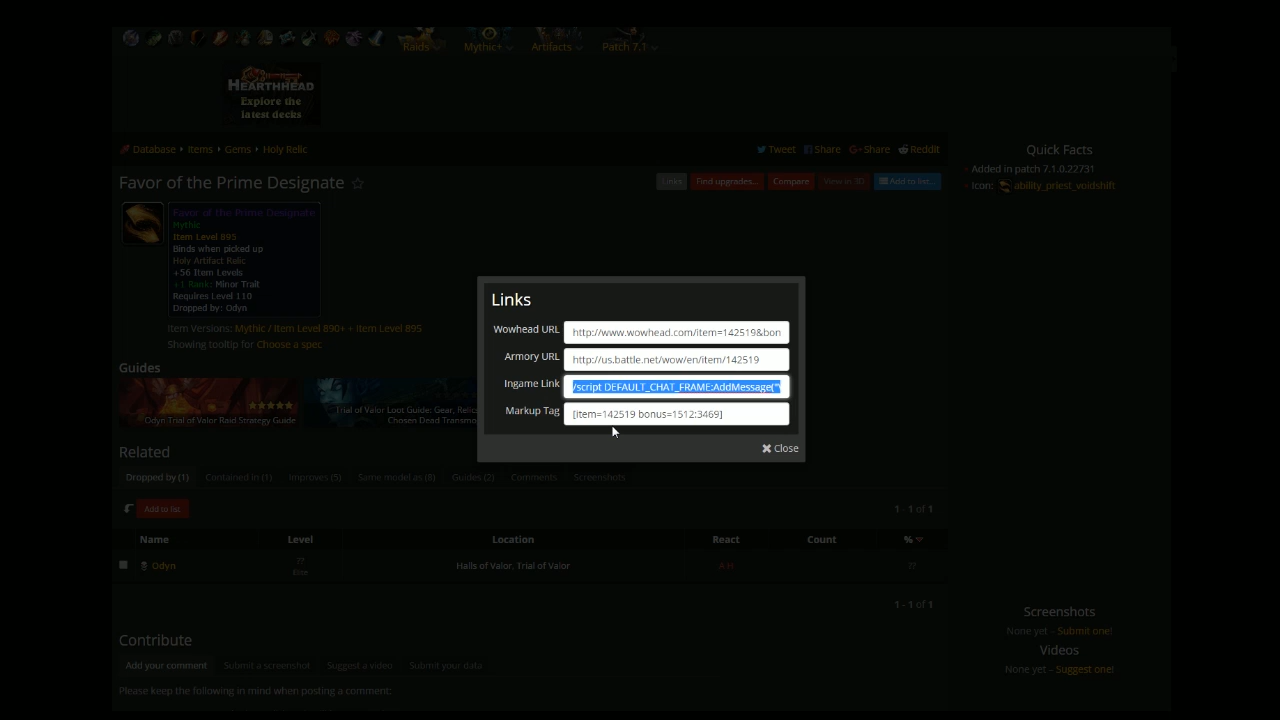 Raids
Mythic+
Artifacts
Patch 7.1
HEARTHHEAD
Explore the
latest decks
Database
Items
Gems
Holy Relic
Tweet
Share
Share
Reddit
Favor of the Prime Designate
Links
Find upgrades...
Compare
View in 3D
Add to list...
Favor of the Prime Designate
Mythic
Item Level 895
Binds when picked up
Holy Artifact Relic
+56 Item Levels
+1 Rank: Minor Trait
Requires Level 110
Dropped by: Odyn
Item Versions: Mythic / Item Level 890+ ÷ Item Level 895
Showing tooltip for Choose a spec
Quick Facts
Added in patch 7.1.0.22731
Icon: ability_priest_voidshift
Guides
Odyn Trial of Valor Raid Strategy Guide
Trial of Valor Loot Guide: Gear, Relics
Chosen Dead Transmo
Links
Wowhead URL http://www.wowhead.com/item=142519&bon
Armory URL http://us.battle.net/wow/en/item/142519
Ingame Link /script DEFAULT_CHAT_FRAME:AddMessage("\
Markup Tag [item=142519 bonus=1512:3469]
Close
Related
Dropped by (1)
Contained in (1)
Improves (5)
Same model as (8)
Guides (2)
Comments
Screenshots
Add to list
1 - 1 of 1
Name
Level
Location
React
Count
%
Odyn
??
Elite
Halls of Valor, Trial of Valor
A H
??
1 - 1 of 1
Screenshots
None yet – Submit one!
Videos
None yet – Suggest one!
Contribute
Add your comment
Submit a screenshot
Suggest a video
Submit your data
Please keep the following in mind when posting a comment: